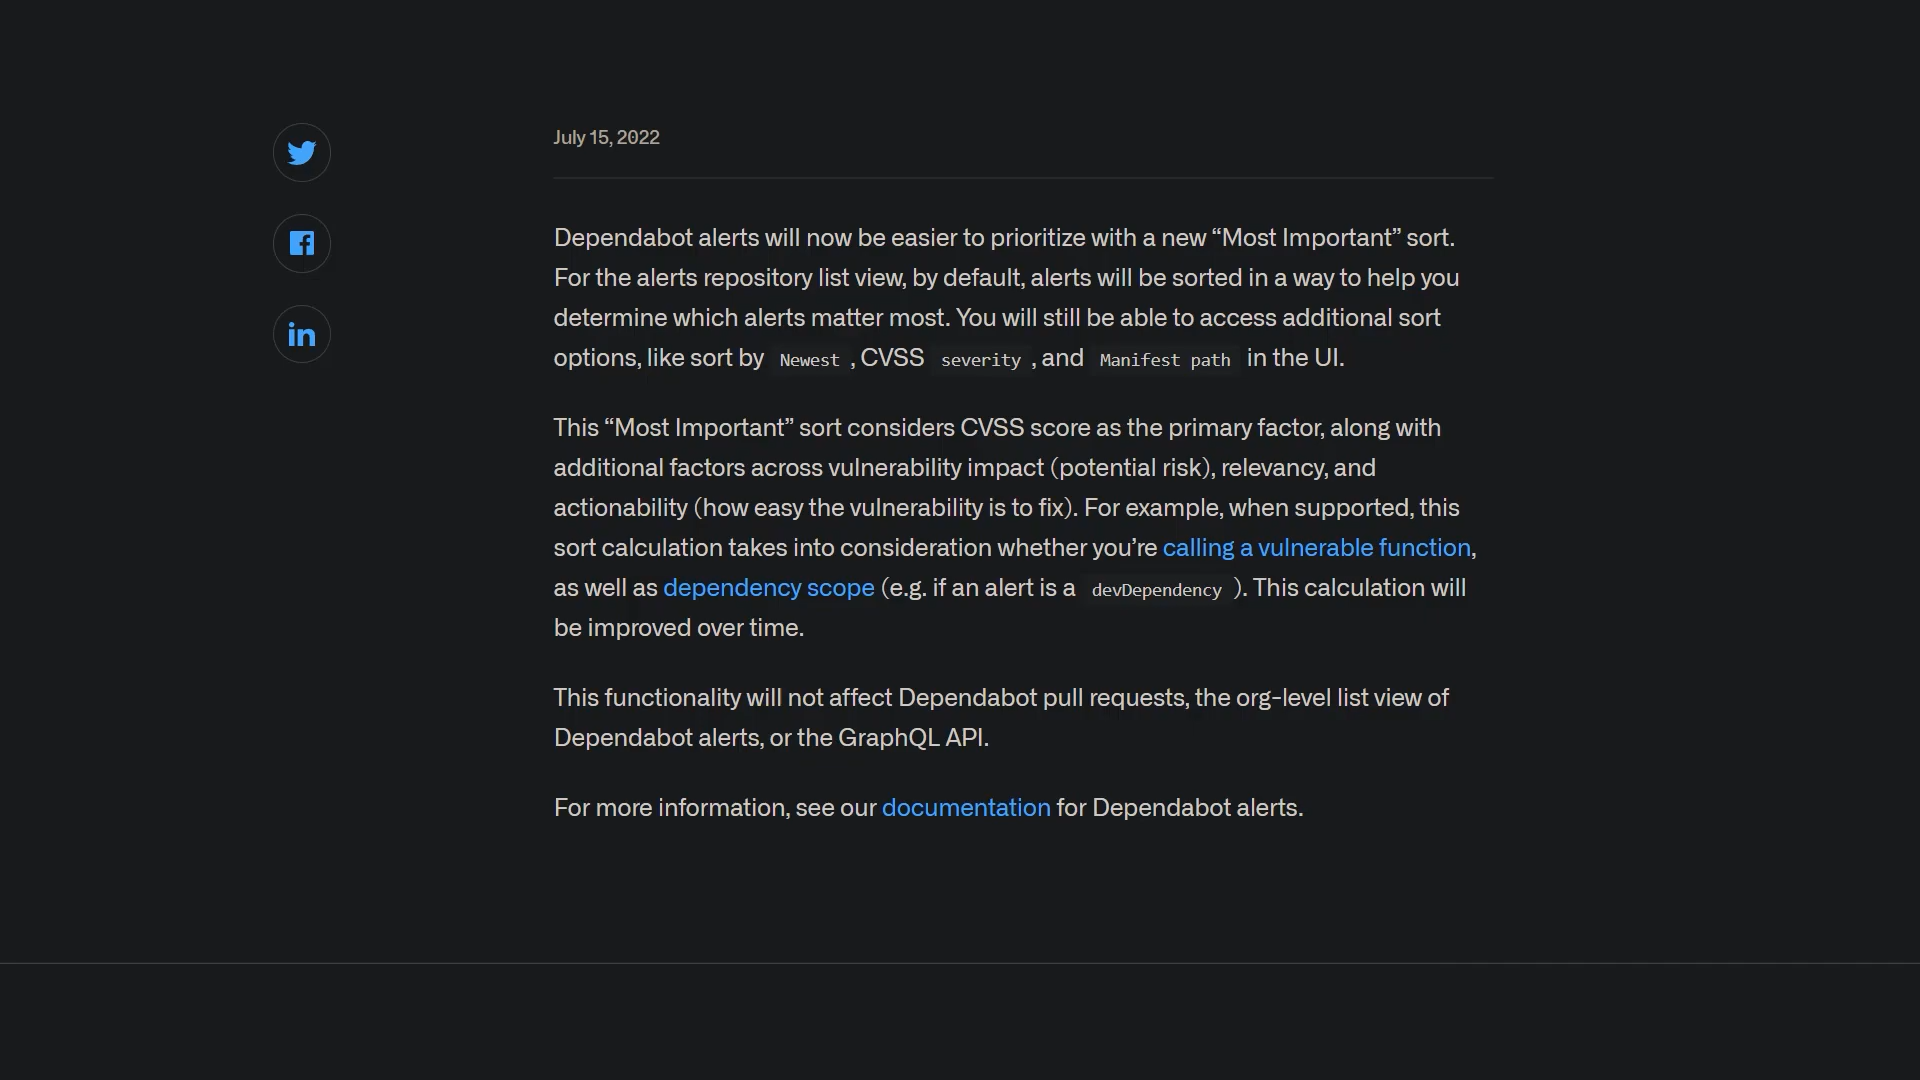 July 15, 2022
Dependabot alerts will now be easier to prioritize with a new “Most Important” sort.
For the alerts repository list view, by default, alerts will be sorted in a way to help you
determine which alerts matter most. You will still be able to access additional sort
options, like sort by Newest , CVSS severity , and Manifest path in the UI.
This “Most Important” sort considers CVSS score as the primary factor, along with
additional factors across vulnerability impact (potential risk), relevancy, and
actionability (how easy the vulnerability is to fix). For example, when supported, this
sort calculation takes into consideration whether you’re calling a vulnerable function,
as well as dependency scope (e.g. if an alert is a devDependency ). This calculation will
be improved over time.
This functionality will not affect Dependabot pull requests, the org-level list view of
Dependabot alerts, or the GraphQL API.
For more information, see our documentation for Dependabot alerts.